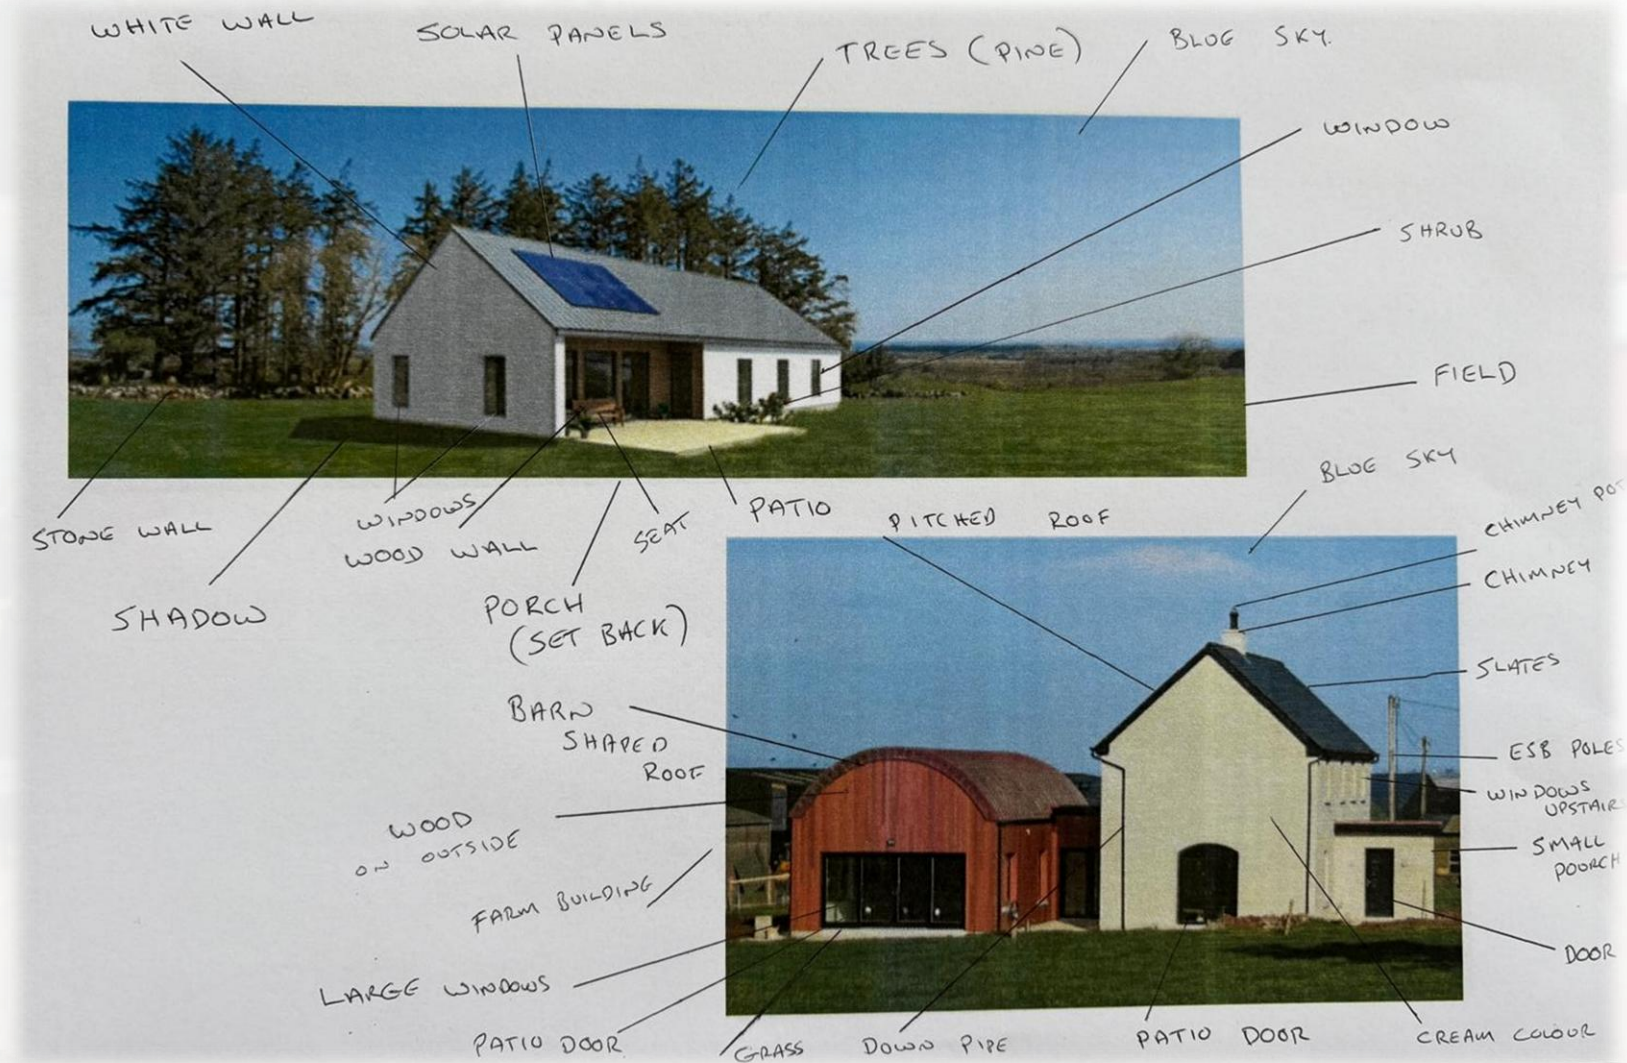 WHITE WALL
SOLAR PANELS
TREES (PINE)
BLUE SKY.
WINDOW
SHRUB
FIELD
STONE WALL
SHADOW
WINDOWS
WOOD WALL
PORCH
(SET BACK)
SEAT
PATIO
PITCHED ROOF
BLUE SKY
CHIMNEY POT
CHIMNEY
SLATES
ESB POLES
WINDOWS
UPSTAIRS
SMALL
POORCH
DOOR
BARN
SHAPED
ROOF
WOOD
ON OUTSIDE
FARM BUILDING
LARGE WINDOWS
PATIO DOOR
GRASS
DOWN PIPE
PATIO DOOR
CREAM COLOUR